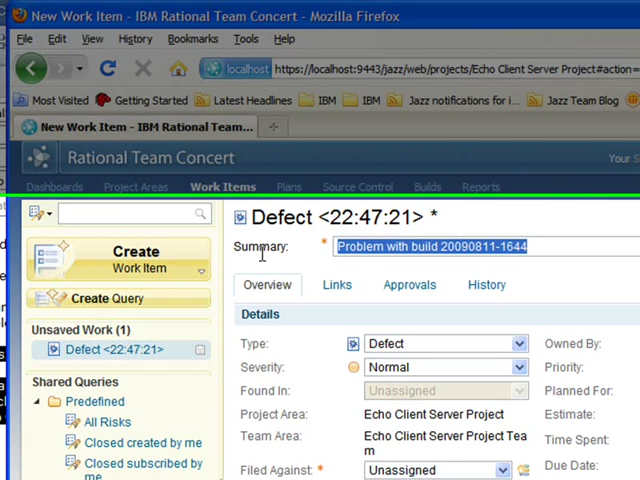 New Work Item - IBM Rational Team Concert - Mozilla Firefox
File Edit View History Bookmarks Tools Help
localhost https://localhost:9443/jazz/web/projects/Echo Client Server Project#action=
Most Visited Getting Started Latest Headlines IBM IBM Jazz notifications for i... Jazz Team Blog
New Work Item - IBM Rational Team...
Rational Team Concert
Your S
Dashboards Project Areas Work Items Plans Source Control Builds Reports
Defect <22:47:21> *
Create
Work Item
Summary: * Problem with build 20090811-1644
Create Query
Overview Links Approvals History
Details
Unsaved Work (1)
Defect <22:47:21>
Type: Defect Owned By:
Severity: Normal Priority:
Found In: Unassigned Planned For:
Project Area: Echo Client Server Project Estimate:
Team Area: Echo Client Server Project Tea
m
Time Spent:
Filed Against: * Unassigned Due Date:
Shared Queries
Predefined
All Risks
Closed created by me
Closed subscribed by
me